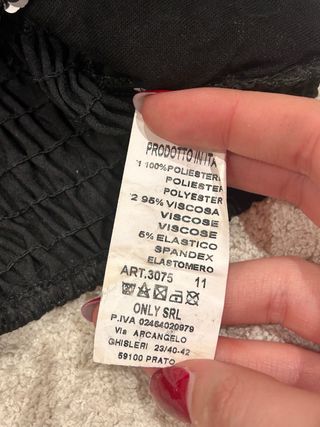 PRODOTTO IN ITA
1 100%POLIESTER
POLIESTER
POLYESTER
2 95% VISCOSA
VISCOSE
VISCOSE
5% ELASTICO
SPANDEX
ELASTOMERO
ART.3075 11
ONLY SRL
P.IVA 02464020979
Via ARCANGELO
GHISLERI 23/40-42
59100 PRATO